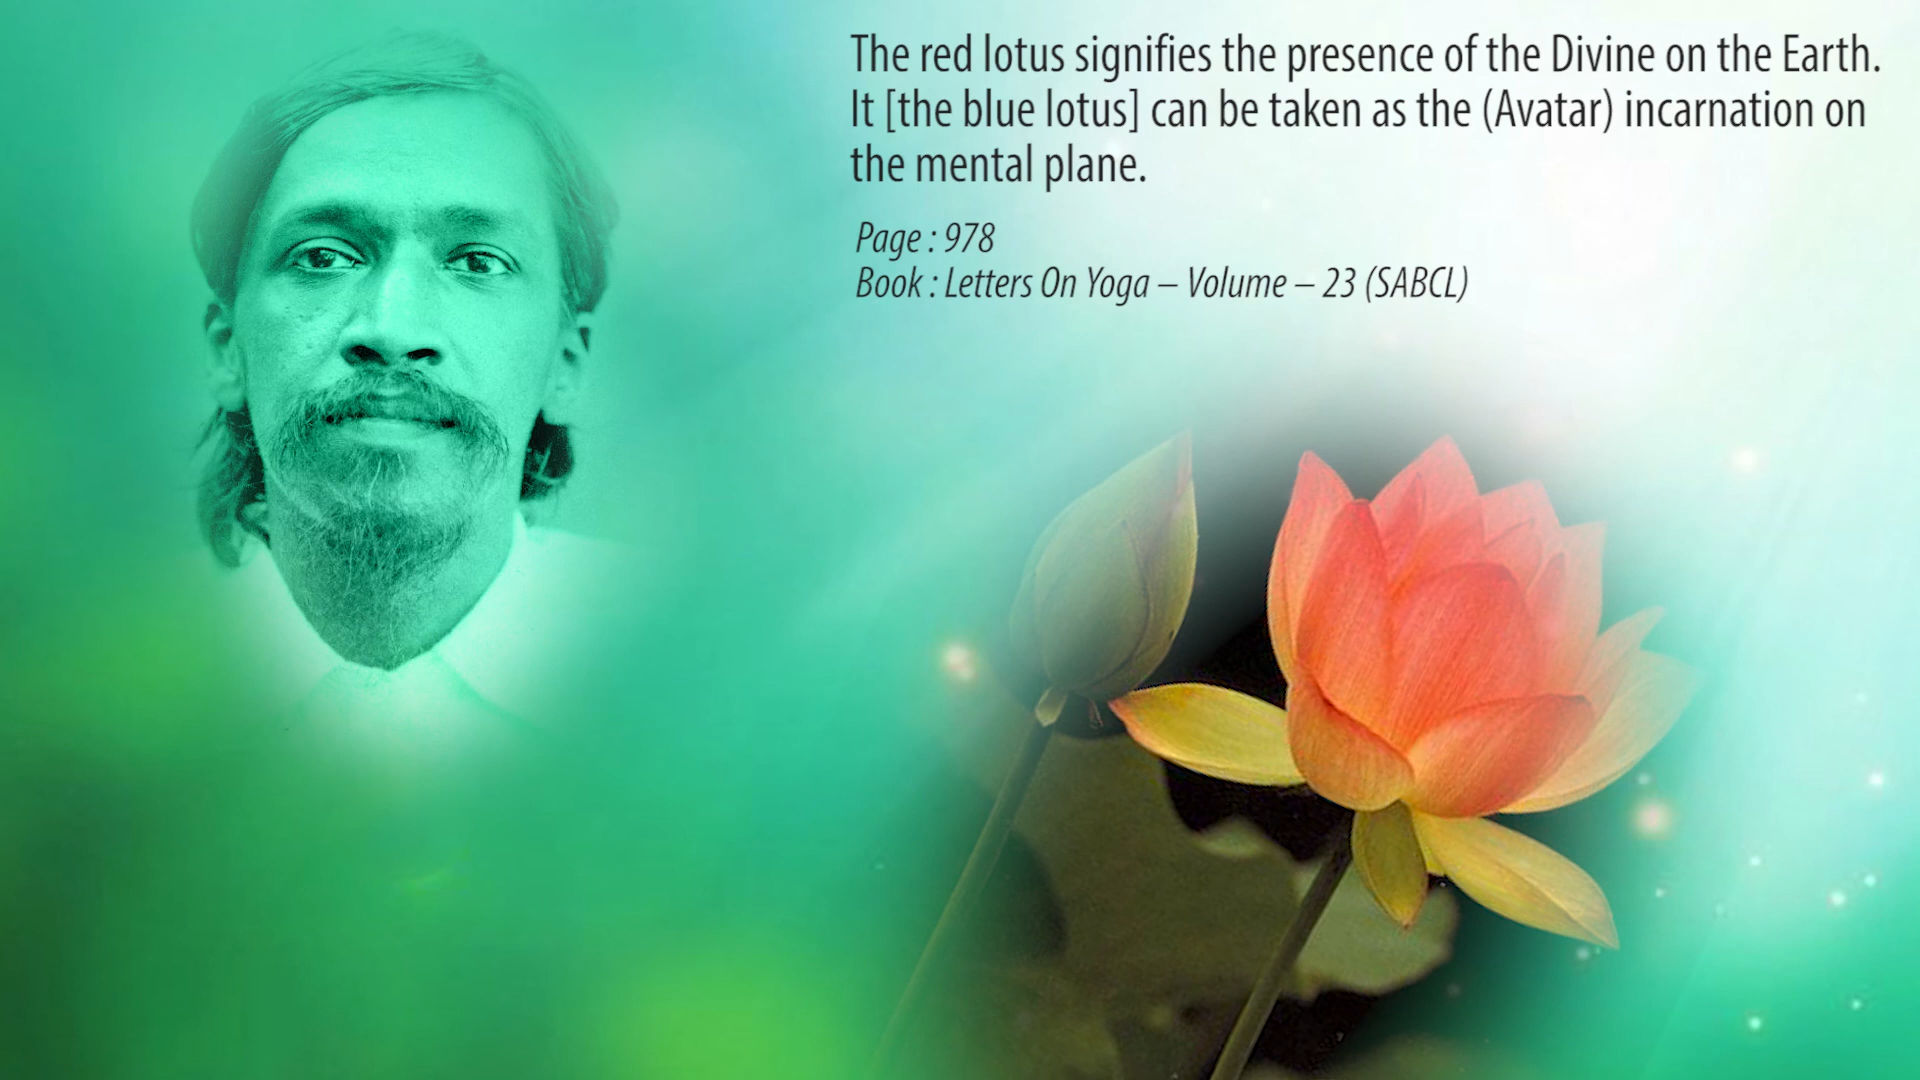 The red lotus signifies the presence of the Divine on the Earth.
It [the blue lotus] can be taken as the (Avatar) incarnation on
the mental plane.
Page : 978
Book : Letters On Yoga – Volume – 23 (SABCL)